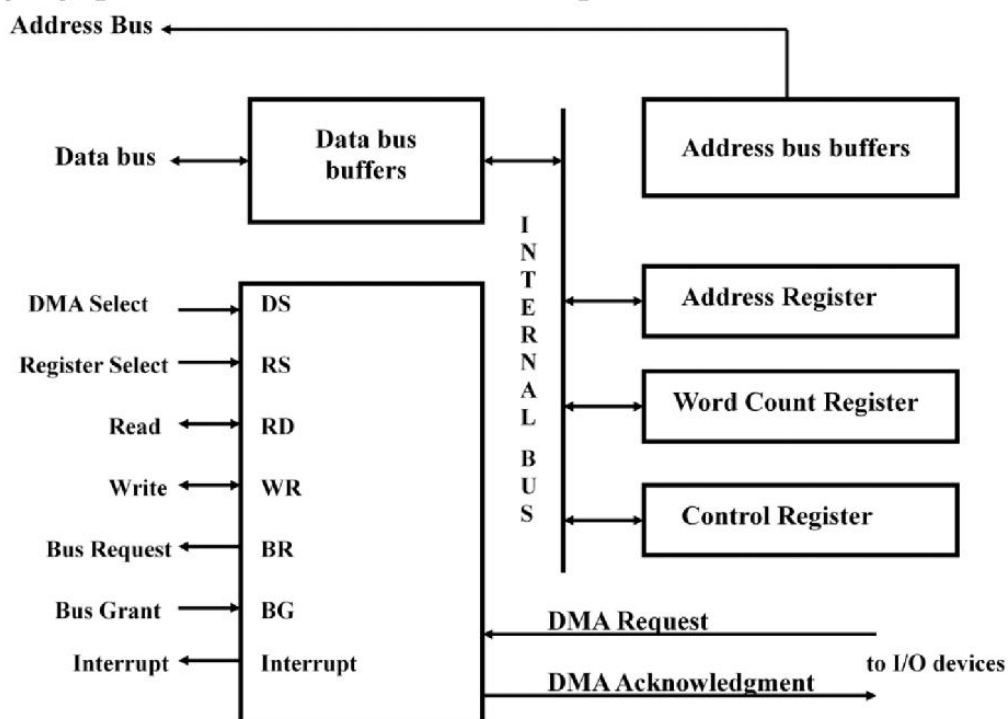 Address Bus
Data bus
Data bus
buffers
Address bus buffers
INTERNAL BUS
Address Register
Word Count Register
Control Register
DMA Select
DS
Register Select
RS
Read
RD
Write
WR
Bus Request
BR
Bus Grant
BG
Interrupt
Interrupt
DMA Request
to I/O devices
DMA Acknowledgment